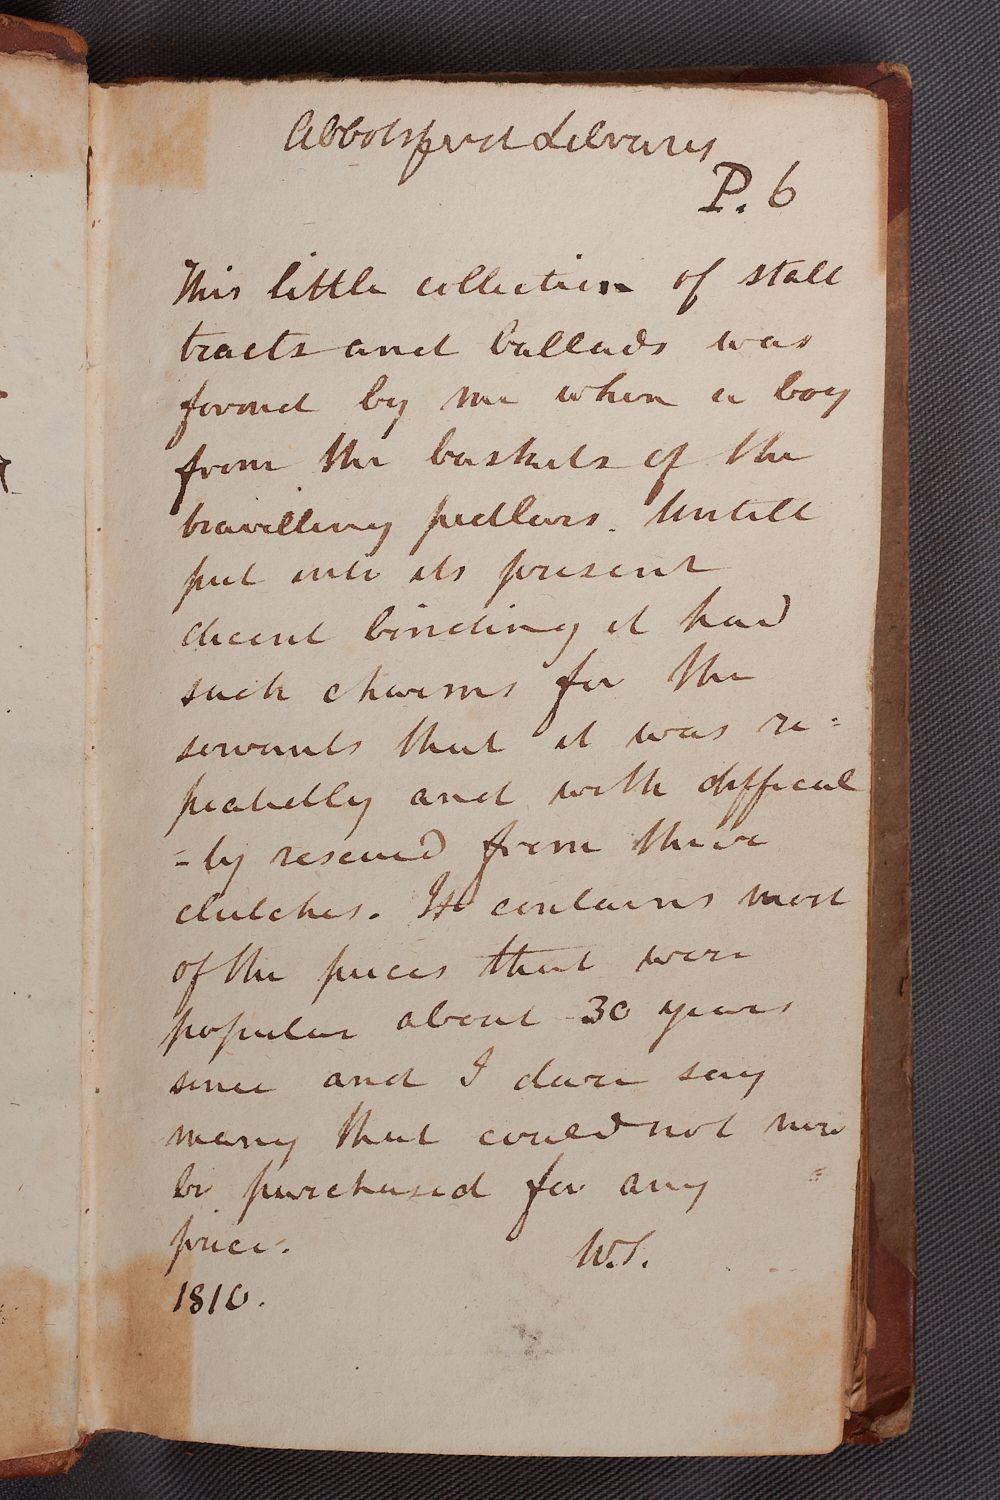 Abbotsford Library
P. 6
This little collection of stall
tracts and ballads was
formd by me when a boy
from the baskets of the
travelling pedlars. Untill
put into its present
decent binding it had
such charms for the
servants that it was re=
peatedly and with difficul
=ty rescued from their
clutches. It contains most
of the pieces that were
popular about 30 years
since and I dare say
many that could not now
be purchased for any
price.
W.S.
1810.